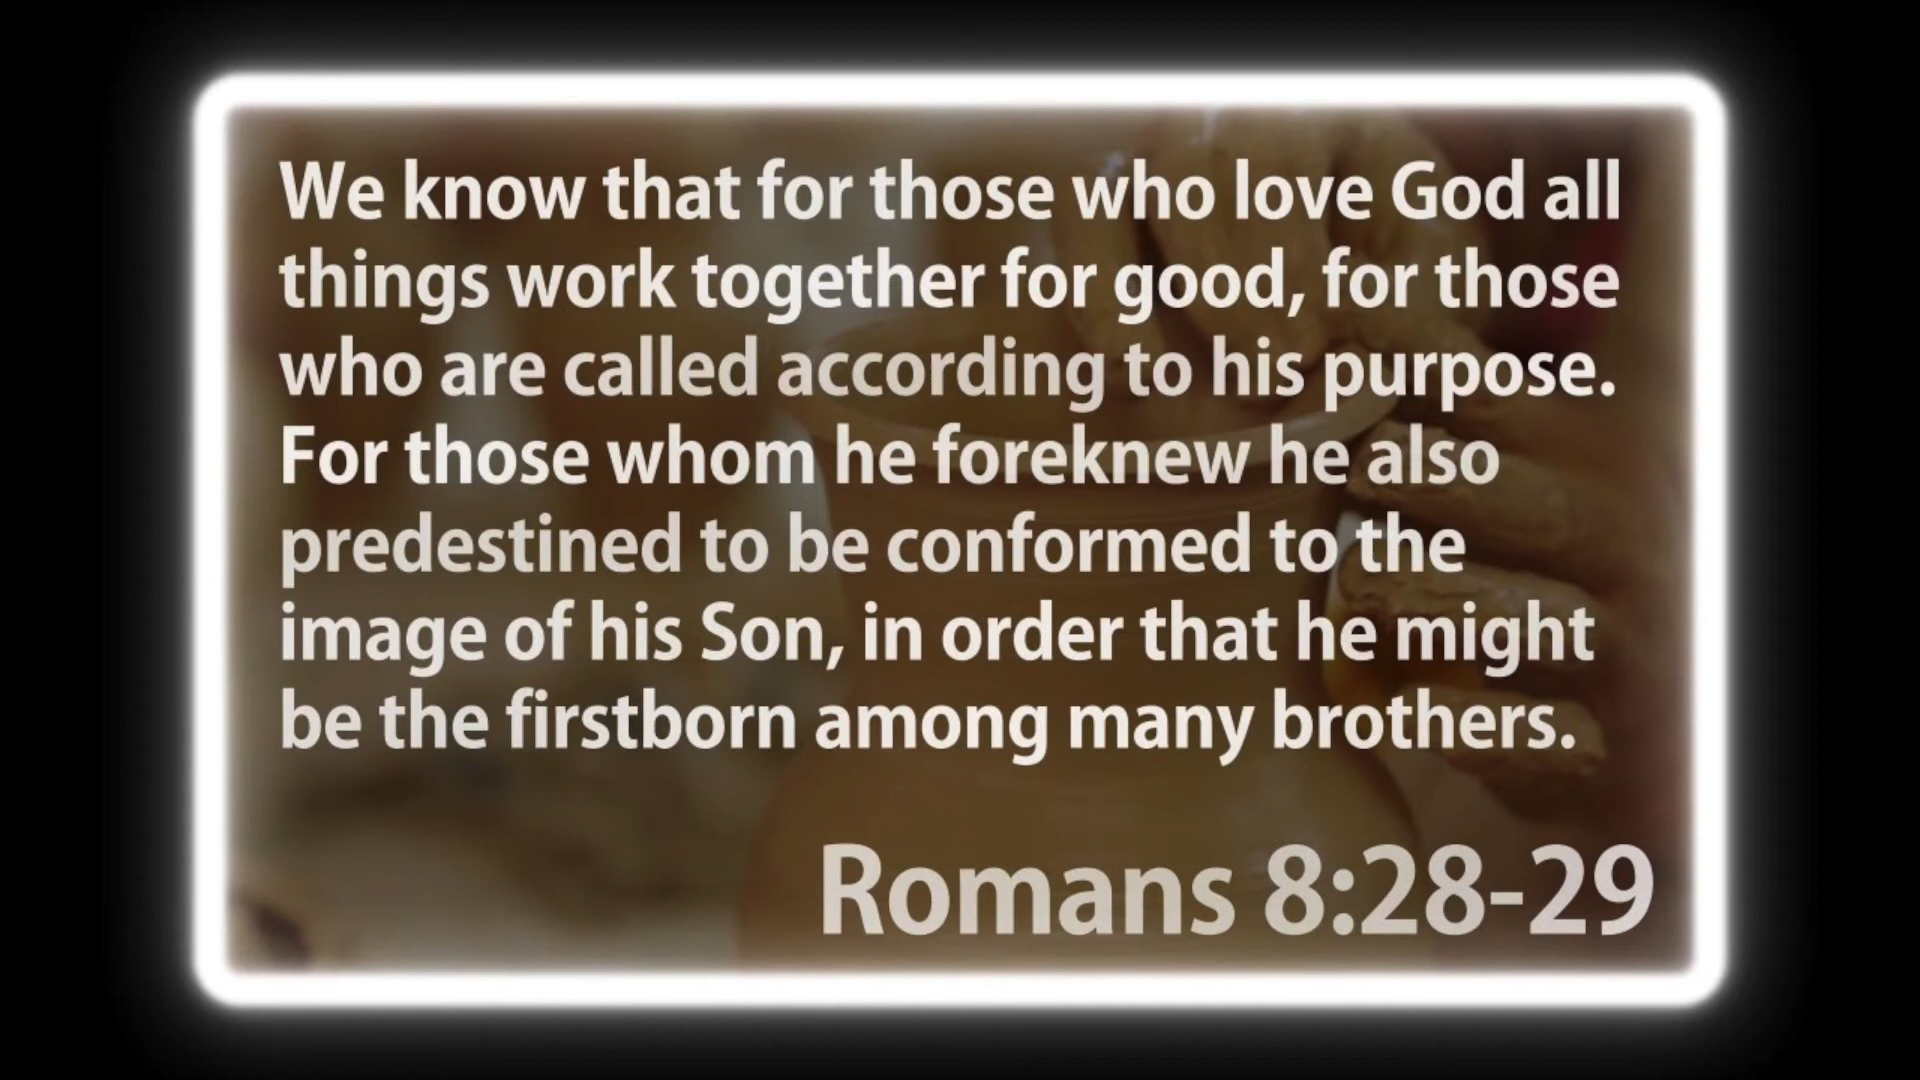 We know that for those who love God all
things work together for good, for those
who are called according to his purpose.
For those whom he foreknew he also
predestined to be conformed to the
image of his Son, in order that he might
be the firstborn among many brothers.
Romans 8:28-29